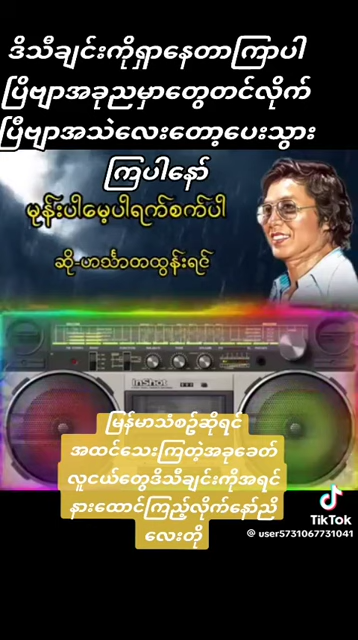 ဒိသီချင်းကိုရှာနေတာကြာပါ
ပြီဗျာအခုညမှာတွေတင်လိုက်
ပြီဗျာအသဲလေးတော့ပေးသွား
ကြပါနော်
မုန်းပါမေ့ပါရက်စက်ပါ
ဆို-ဟင်္သာတထွန်းရင်
InShot
မြန်မာသံစဥ်ဆိုရင်
အထင်သေးကြတဲ့အခုခေတ်
လူငယ်တွေဒိသီချင်းကိုအရင်
နားထောင်ကြည့်လိုက်နော်ညိ
လေးတို့
TikTok
@ user5731067731041